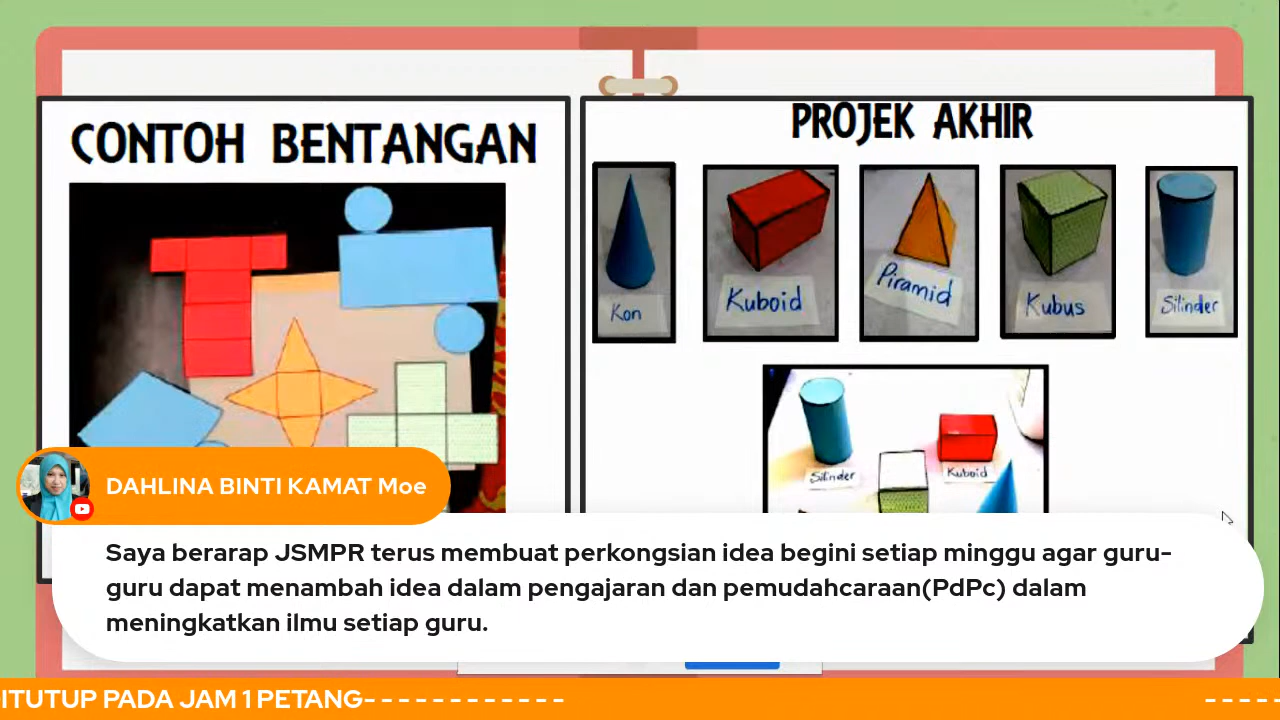 CONTOH BENTANGAN
PROJEK AKHIR
Kon
Kuboid
Piramid
Kubus
Silinder
Silinder
Kuboid
DAHLINA BINTI KAMAT Moe
Saya berarap JSMPR terus membuat perkongsian idea begini setiap minggu agar guru-
guru dapat menambah idea dalam pengajaran dan pemudahcaraan(PdPc) dalam
meningkatkan ilmu setiap guru.
ITUTUP PADA JAM 1 PETANG- - - - - - - - - - - - -